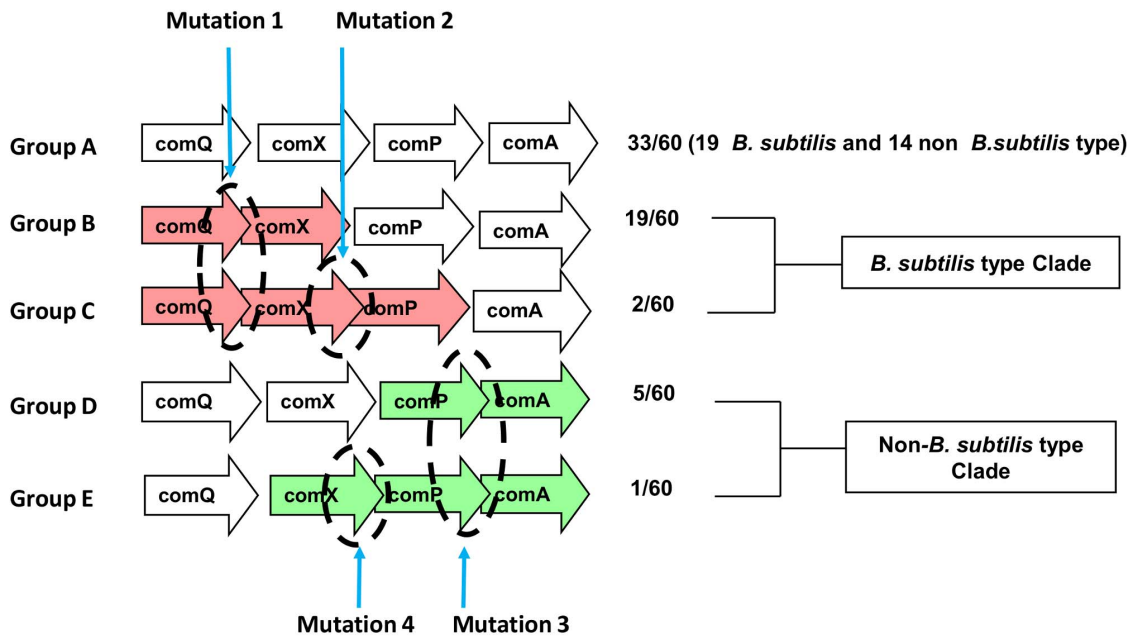 Mutation 1 Mutation 2
Group A comQ comX comP comA 33/60 (19 B. subtilis and 14 non B.subtilis type)
Group B comQ comX comP comA 19/60
B. subtilis type Clade
Group C comQ comX comP comA 2/60
Group D comQ comX comP comA 5/60
Non-B. subtilis type
Clade
Group E comQ comX comP comA 1/60
Mutation 4 Mutation 3